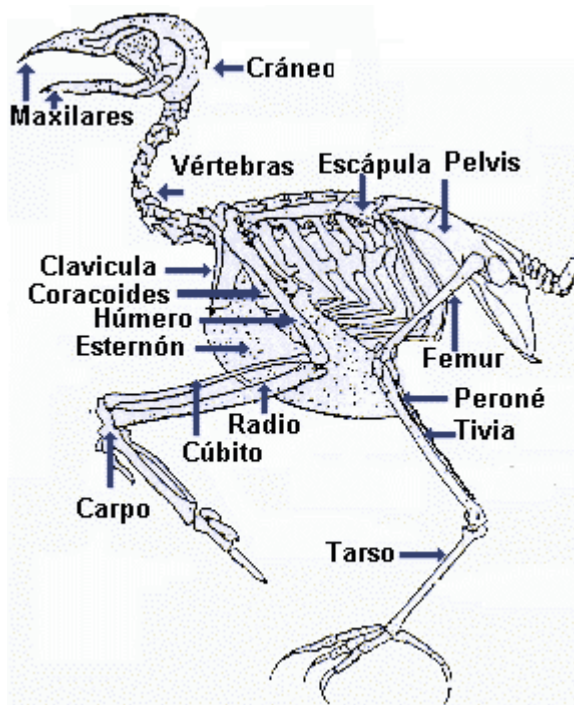 Cráneo
Maxilares
Vértebras
Escápula
Pelvis
Clavicula
Coracoides
Húmero
Esternón
Femur
Peroné
Radio
Tivia
Cúbito
Carpo
Tarso